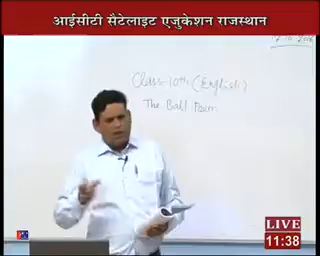 आईसीटी सैटेलाइट एजुकेशन राजस्थान
Class-10th (English)
The Ball Poem
LIVE
11:38